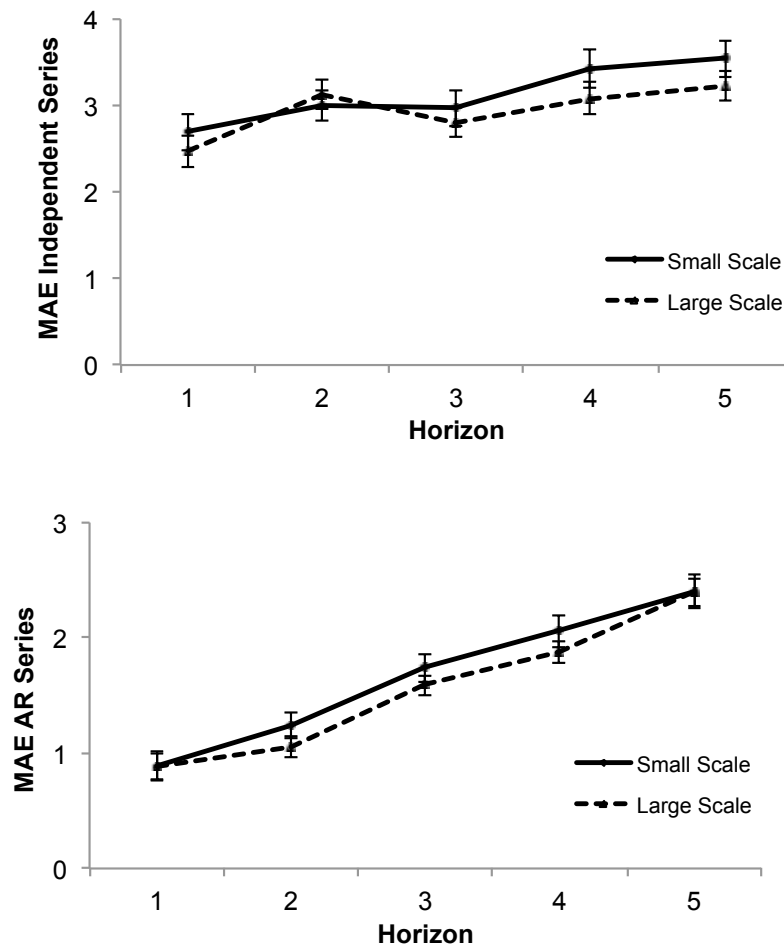 4
3
2
1
0
MAE Independent Series
Small Scale
Large Scale
1 2 3 4 5
Horizon
3
2
1
0
MAE AR Series
Small Scale
Large Scale
1 2 3 4 5
Horizon